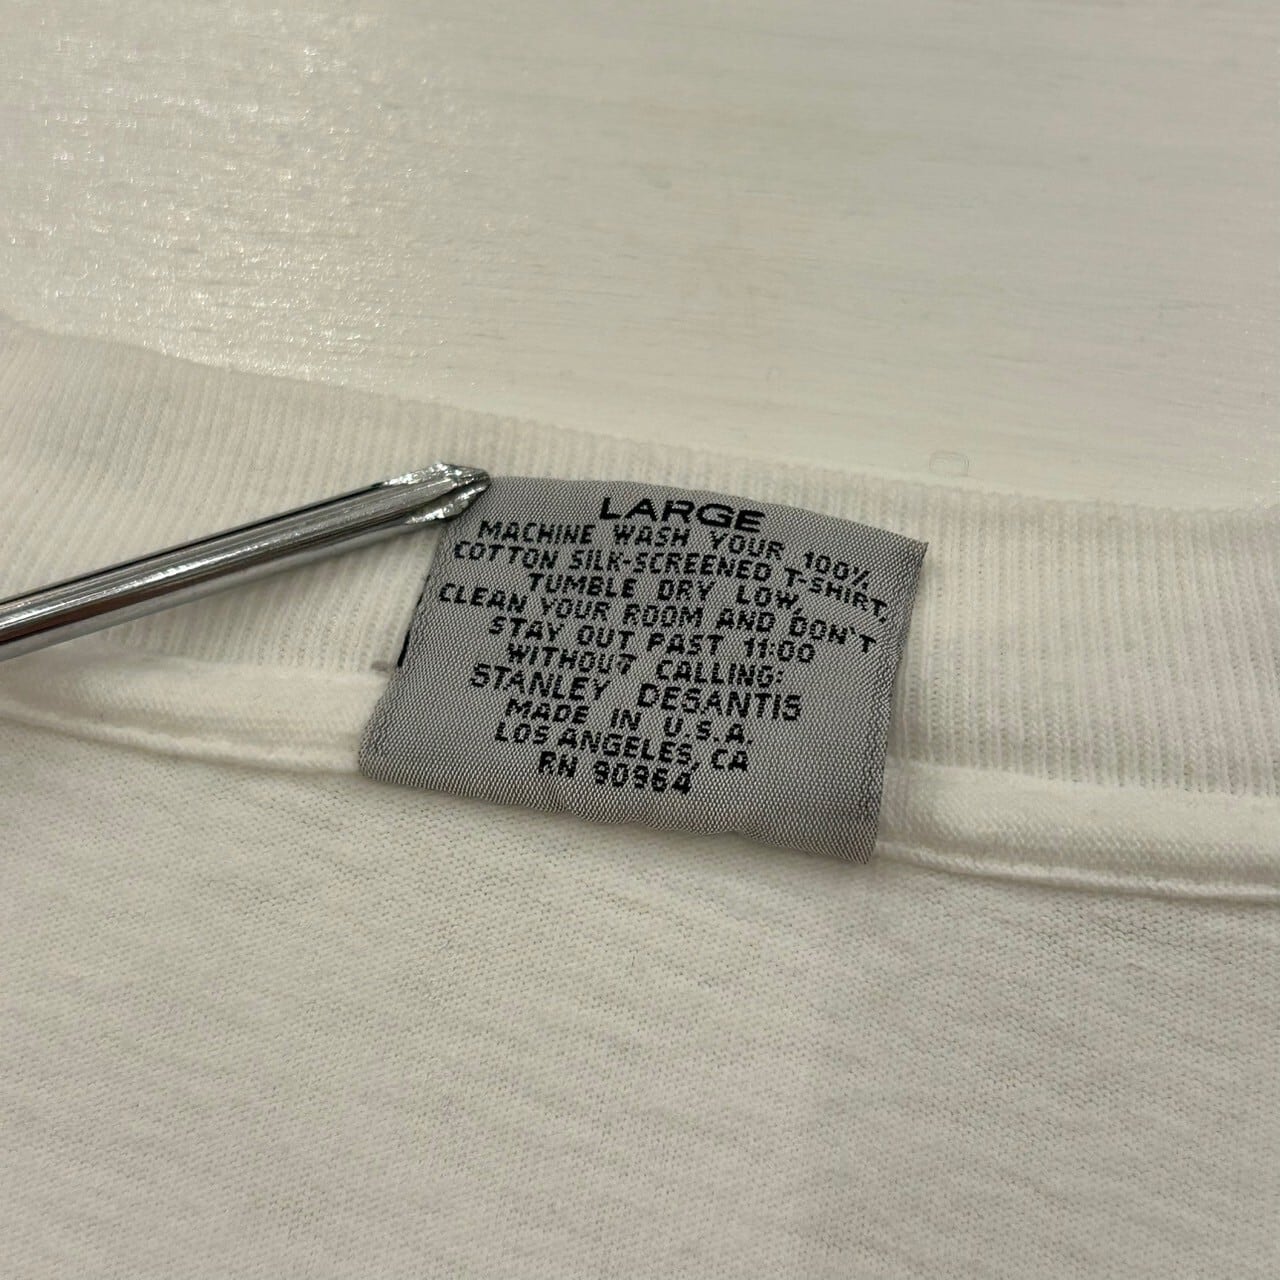 LARGE
MACHINE WASH YOUR 100%
COTTON SILK-SCREENED T-SHIRT.
TUMBLE DRY LOW,
CLEAN YOUR ROOM AND DON'T
STAY OUT PAST 11:00
WITHOUT CALLING:
STANLEY DESANTIS
MADE IN U.S.A.
LOS ANGELES, CA
RN 90964